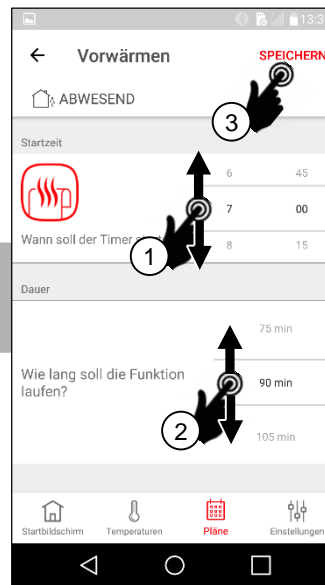 13:3
Vorwärmen
SPEICHERN
ABWESEND
3
Startzeit
6 45
7 00
Wann soll der Timer
8 15
1
Dauer
75 min
Wie lang soll die Funktion
laufen?
90 min
2
105 min
Startbildschirm Temperaturen Pläne Einstellungen